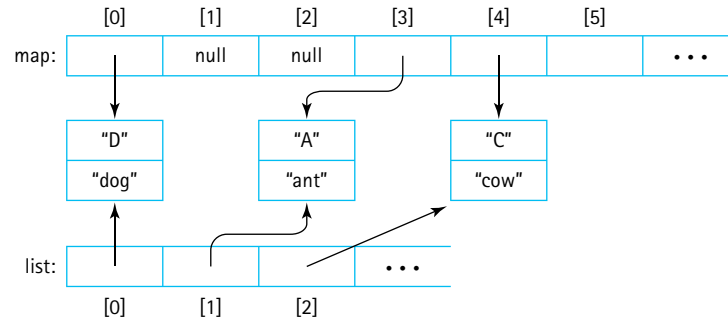 [0] [1] [2] [3] [4] [5]
map: null null •••
“D” “A” “C”
“dog” “ant” “cow”
list: •••
[0] [1] [2]